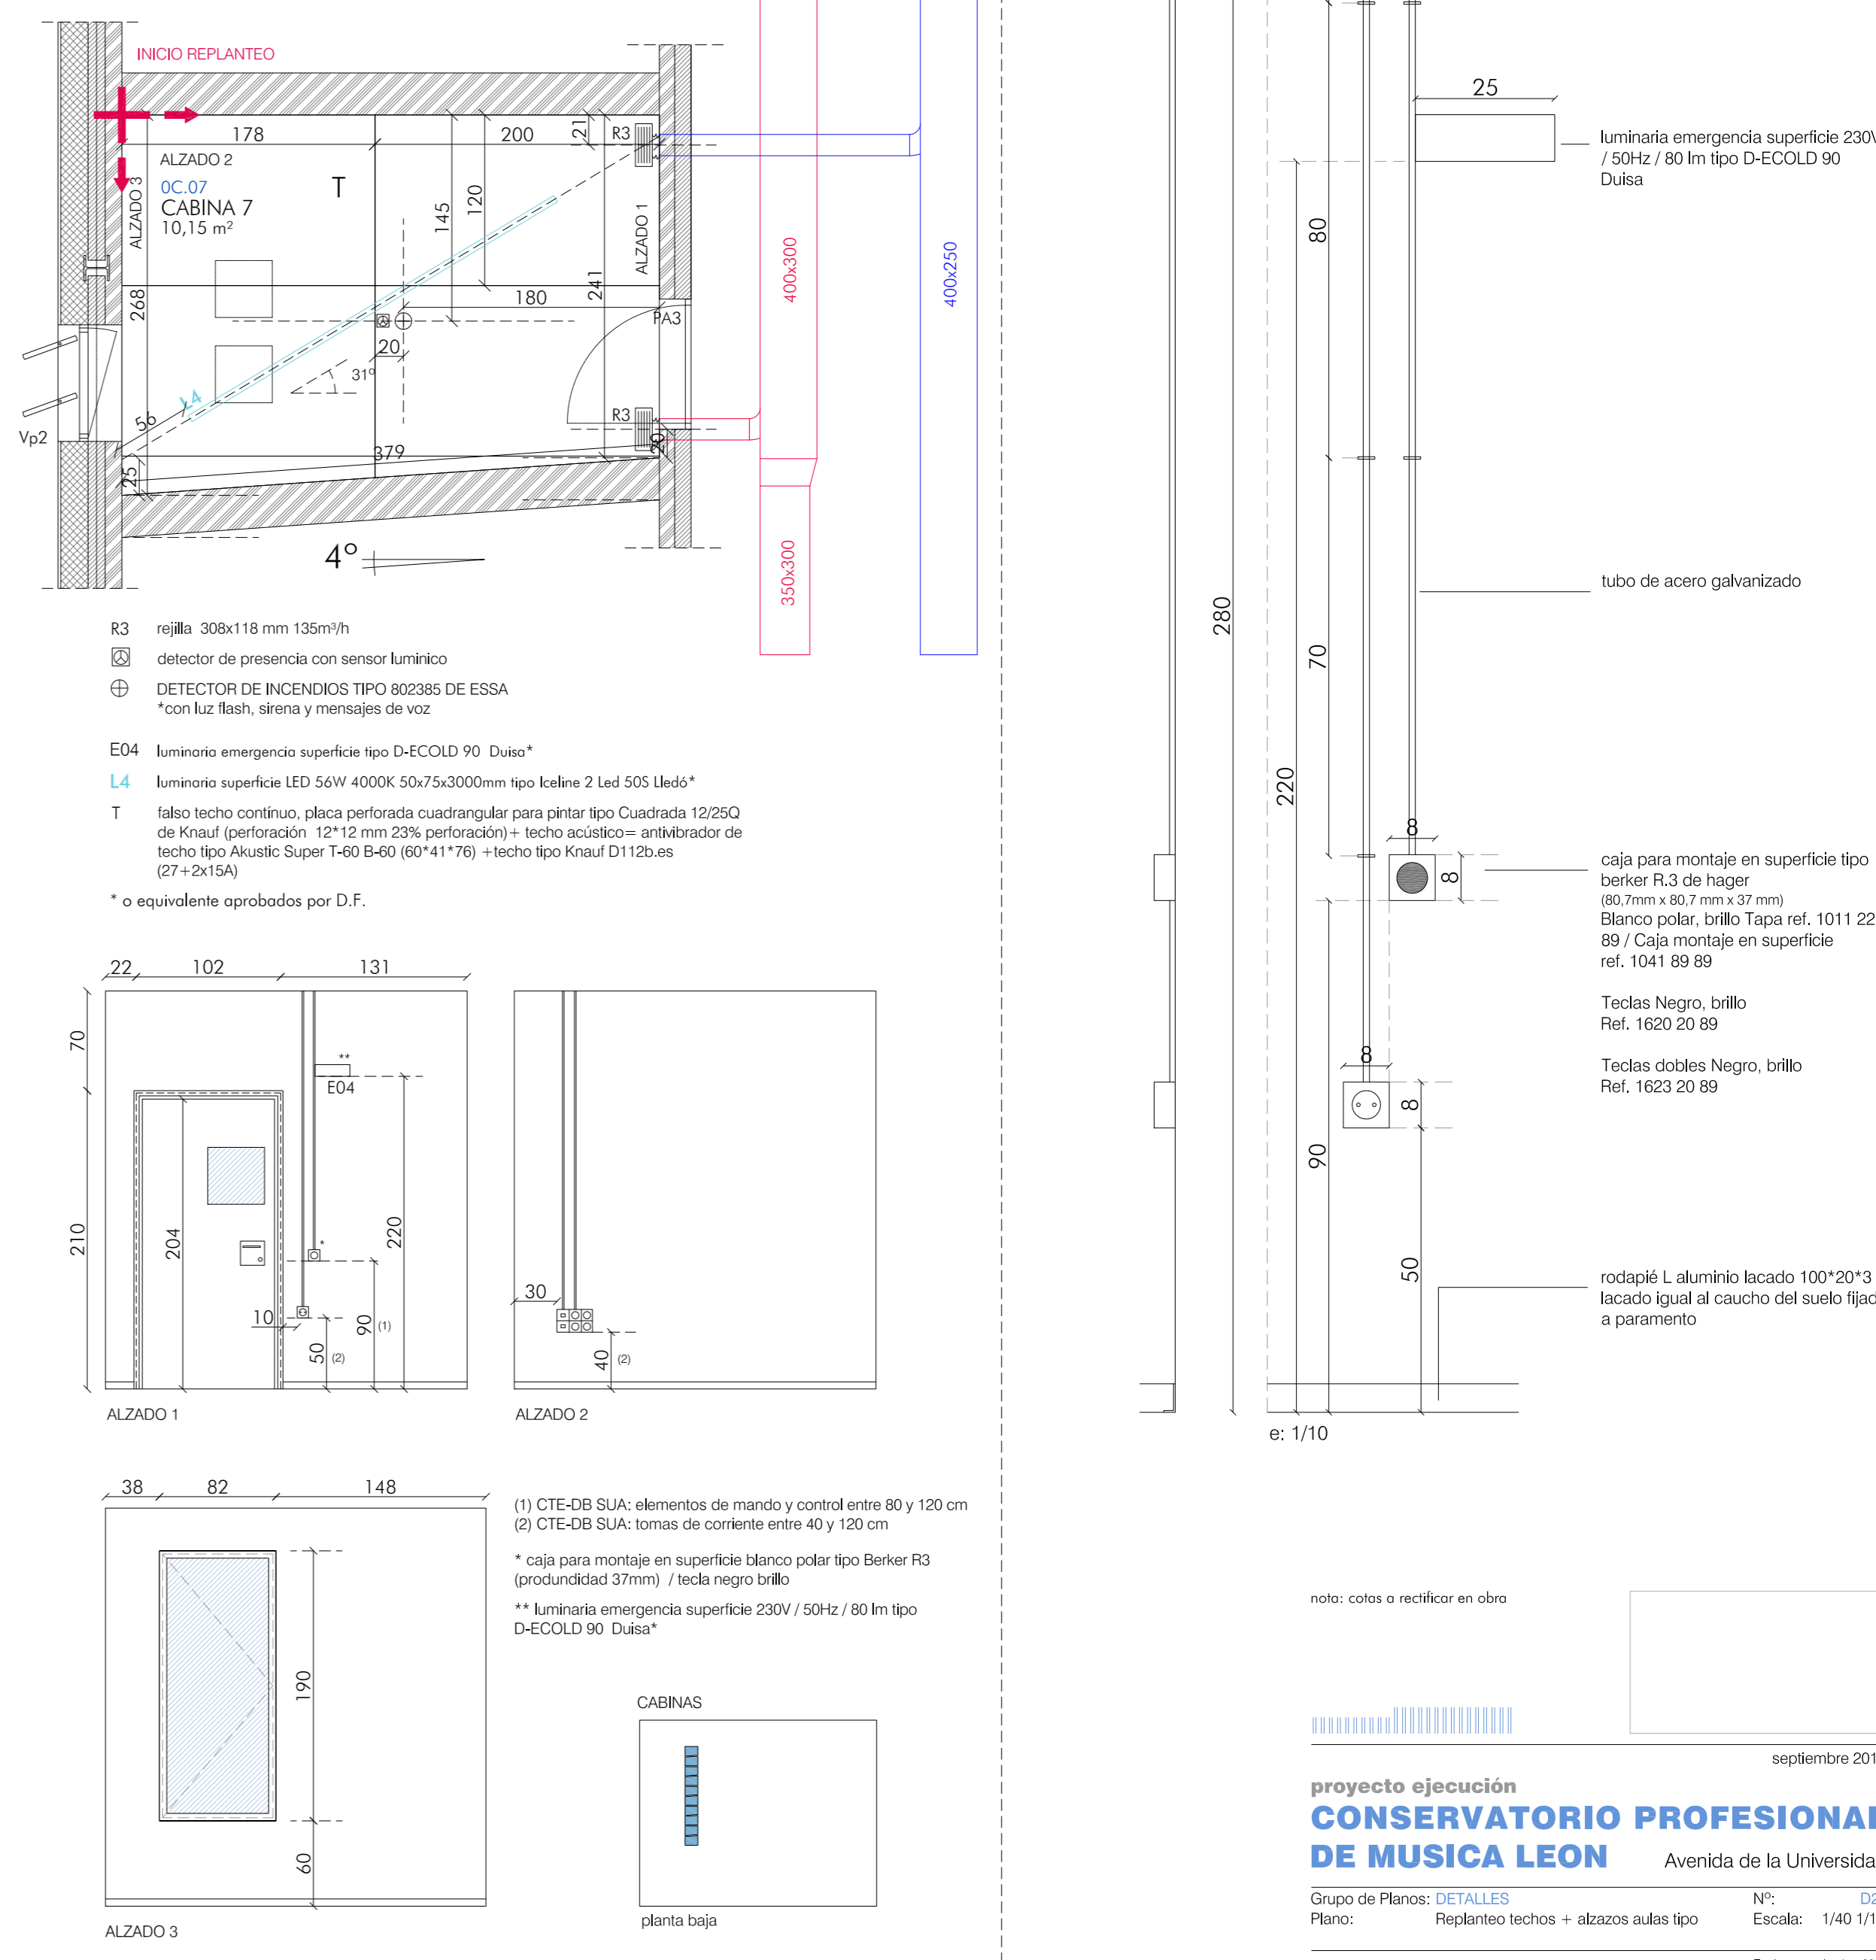 INICIO REPLANTEO
178
200
21
R3
ALZADO 2
0C.07
CABINA 7
10,15 m²
ALZADO 3
T
145
120
ALZADO 1
241
268
180
PA3
20
31º
L4
56
R3
20
379
25
Vp2
4º
400x300
400x250
350x300
R3 rejilla 308x118 mm 135m³/h
detector de presencia con sensor luminico
DETECTOR DE INCENDIOS TIPO 802385 DE ESSA
*con luz flash, sirena y mensajes de voz
E04 luminaria emergencia superficie tipo D-ECOLD 90 Duisa*
L4 luminaria superficie LED 56W 4000K 50x75x3000mm tipo Iceline 2 Led 50S Lledó*
T falso techo contínuo, placa perforada cuadrangular para pintar tipo Cuadrada 12/25Q
de Knauf (perforación 12*12 mm 23% perforación)+ techo acústico= antivibrador de
techo tipo Akustic Super T-60 B-60 (60*41*76) +techo tipo Knauf D112b.es
(27+2x15A)
* o equivalente aprobados por D.F.
22
102
131
70
**
E04
210
204
220
*
10
90 (1)
50 (2)
ALZADO 1
30
40 (2)
ALZADO 2
38
82
148
190
60
ALZADO 3
(1) CTE-DB SUA: elementos de mando y control entre 80 y 120 cm
(2) CTE-DB SUA: tomas de corriente entre 40 y 120 cm
* caja para montaje en superficie blanco polar tipo Berker R3
(produndidad 37mm) / tecla negro brillo
** luminaria emergencia superficie 230V / 50Hz / 80 lm tipo
D-ECOLD 90 Duisa*
CABINAS
planta baja
25
luminaria emergencia superficie 230V
/ 50Hz / 80 lm tipo D-ECOLD 90
Duisa
80
tubo de acero galvanizado
280
70
220
8
8
caja para montaje en superficie tipo
berker R.3 de hager
(80,7mm x 80,7 mm x 37 mm)
Blanco polar, brillo Tapa ref. 1011 22
89 / Caja montaje en superficie
ref. 1041 89 89
Teclas Negro, brillo
Ref. 1620 20 89
Teclas dobles Negro, brillo
Ref. 1623 20 89
8
8
90
50
rodapié L aluminio lacado 100*20*3
lacado igual al caucho del suelo fijad
a paramento
e: 1/10
nota: cotas a rectificar en obra
septiembre 201
proyecto ejecución
CONSERVATORIO PROFESIONAL
DE MUSICA LEON Avenida de la Universida
Grupo de Planos: DETALLES Nº: D2
Plano: Replanteo techos + alzazos aulas tipo Escala: 1/40 1/1